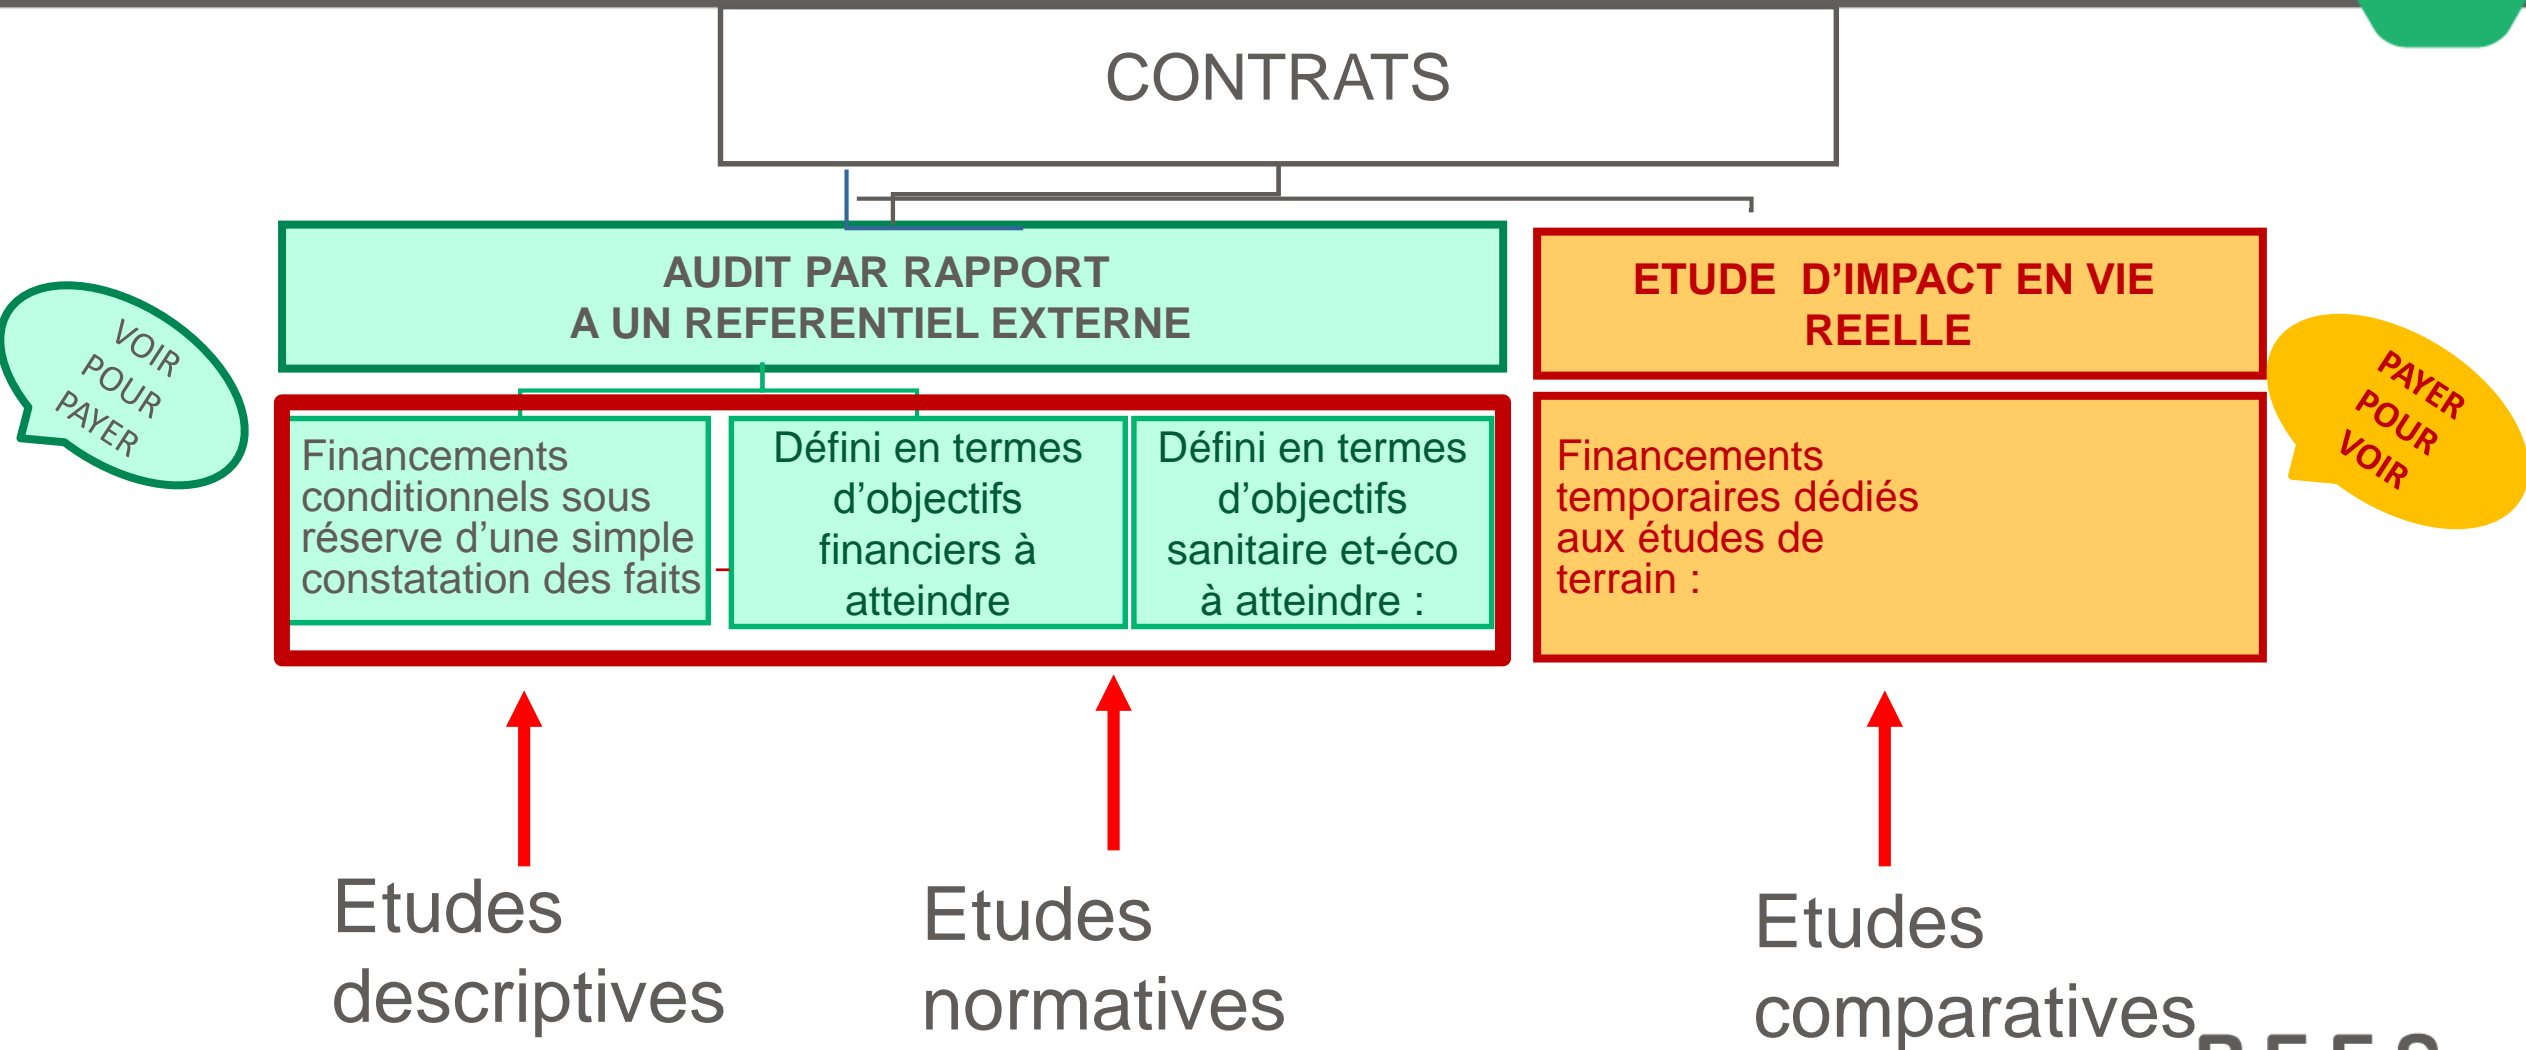 CONTRATS
AUDIT PAR RAPPORT
A UN REFERENTIEL EXTERNE
ETUDE D’IMPACT EN VIE
REELLE
VOIR
POUR
PAYER
PAYER
POUR
VOIR
Financements
conditionnels sous
réserve d’une simple
constatation des faits
Défini en termes
d’objectifs
financiers à
atteindre
Défini en termes
d’objectifs
sanitaire et-éco
à atteindre :
Financements
temporaires dédiés
aux études de
terrain :
Etudes
descriptives
Etudes
normatives
Etudes
comparatives